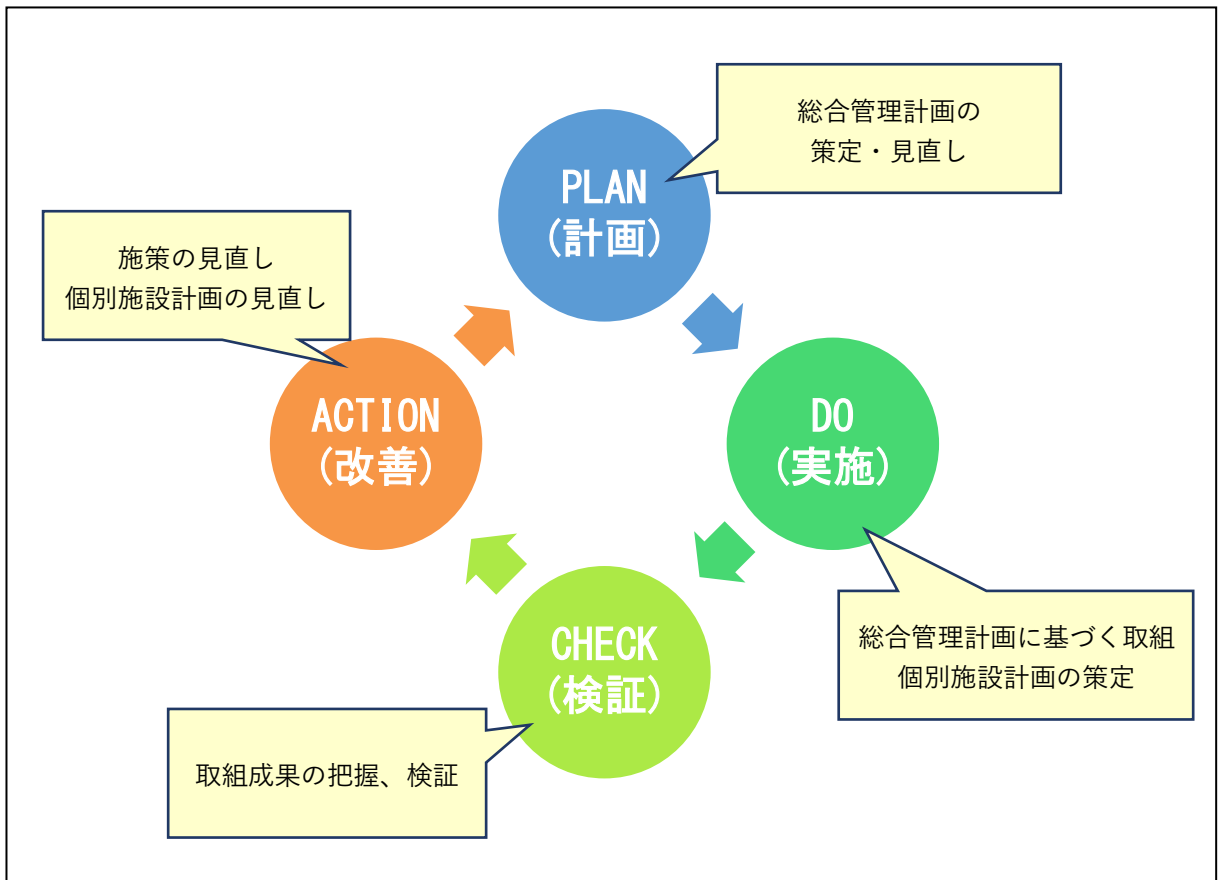 総合管理計画の
策定・見直し
PLAN
(計画)
施策の見直し
個別施設計画の見直し
ACTION
(改善)
DO
(実施)
総合管理計画に基づく取組
個別施設計画の策定
CHECK
(検証)
取組成果の把握、検証